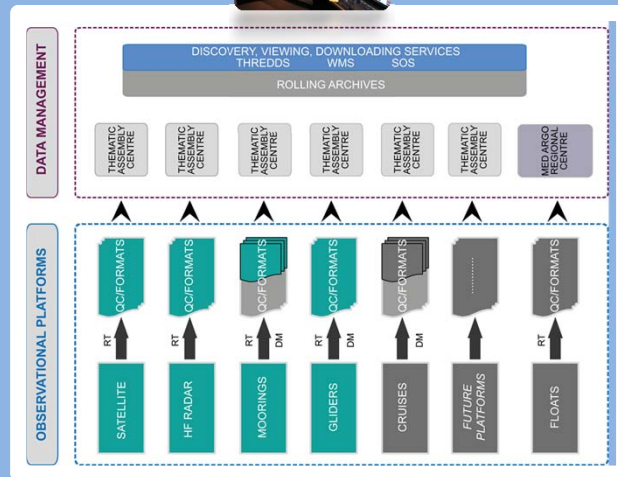 DATA MANAGEMENT
DISCOVERY, VIEWING, DOWNLOADING SERVICES
THREDDS WMS SOS
ROLLING ARCHIVES
THEMATIC
ASSEMBLY
CENTRE
THEMATIC
ASSEMBLY
CENTRE
THEMATIC
ASSEMBLY
CENTRE
THEMATIC
ASSEMBLY
CENTRE
THEMATIC
ASSEMBLY
CENTRE
THEMATIC
ASSEMBLY
CENTRE
MED ARGO
REGIONAL
CENTRE
OBSERVATIONAL PLATFORMS
QC/FORMATS
QC/FORMATS
QC/FORMATS
QC/FORMATS
QC/FORMATS
..........
QC/FORMATS
RT
RT
RT
DM
RT
DM
DM
RT
SATELLITE
HF RADAR
MOORINGS
GLIDERS
CRUISES
FUTURE
PLATFORMS
FLOATS